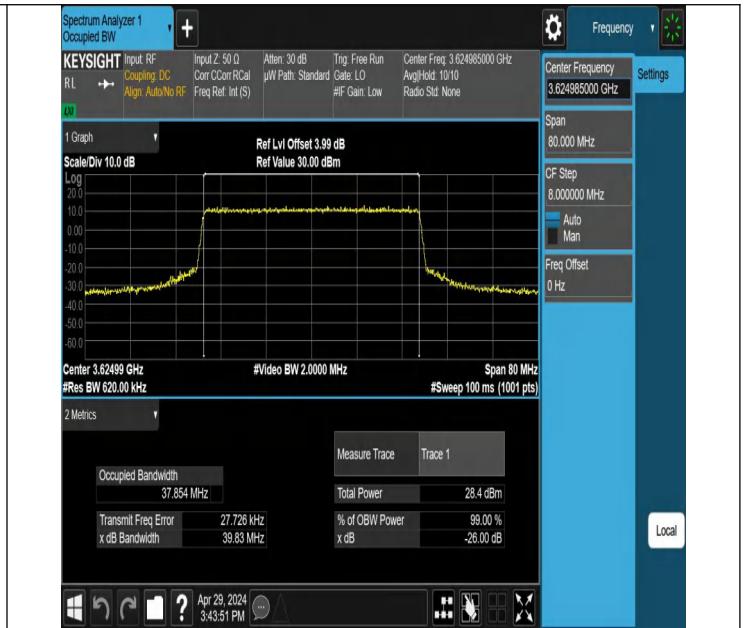 Spectrum Analyzer 1
Occupied BW
+
Frequency
KEYSIGHT
RL
LXI
Input: RF
Coupling: DC
Align: Auto/No RF
Input Z: 50 Ω
Corr CCorr RCal
Freq Ref: Int (S)
Atten: 30 dB
µW Path: Standard
Trig: Free Run
Gate: LO
#IF Gain: Low
Center Freq: 3.624985000 GHz
Avg|Hold: 10/10
Radio Std: None
Center Frequency
3.624985000 GHz
Settings
Span
80.000 MHz
CF Step
8.000000 MHz
Auto
Man
Freq Offset
0 Hz
Local
1 Graph
Scale/Div 10.0 dB
Ref Lvl Offset 3.99 dB
Ref Value 30.00 dBm
Log
20.0
10.0
0.00
-10.0
-20.0
-30.0
-40.0
-50.0
-60.0
Center 3.62499 GHz
#Video BW 2.0000 MHz
Span 80 MHz
#Res BW 620.00 kHz
#Sweep 100 ms (1001 pts)
2 Metrics
Measure Trace Trace 1
Occupied Bandwidth
37.854 MHz
Total Power 28.4 dBm
Transmit Freq Error 27.726 kHz
% of OBW Power 99.00 %
x dB Bandwidth 39.83 MHz
x dB -26.00 dB
?
Apr 29, 2024
3:43:51 PM